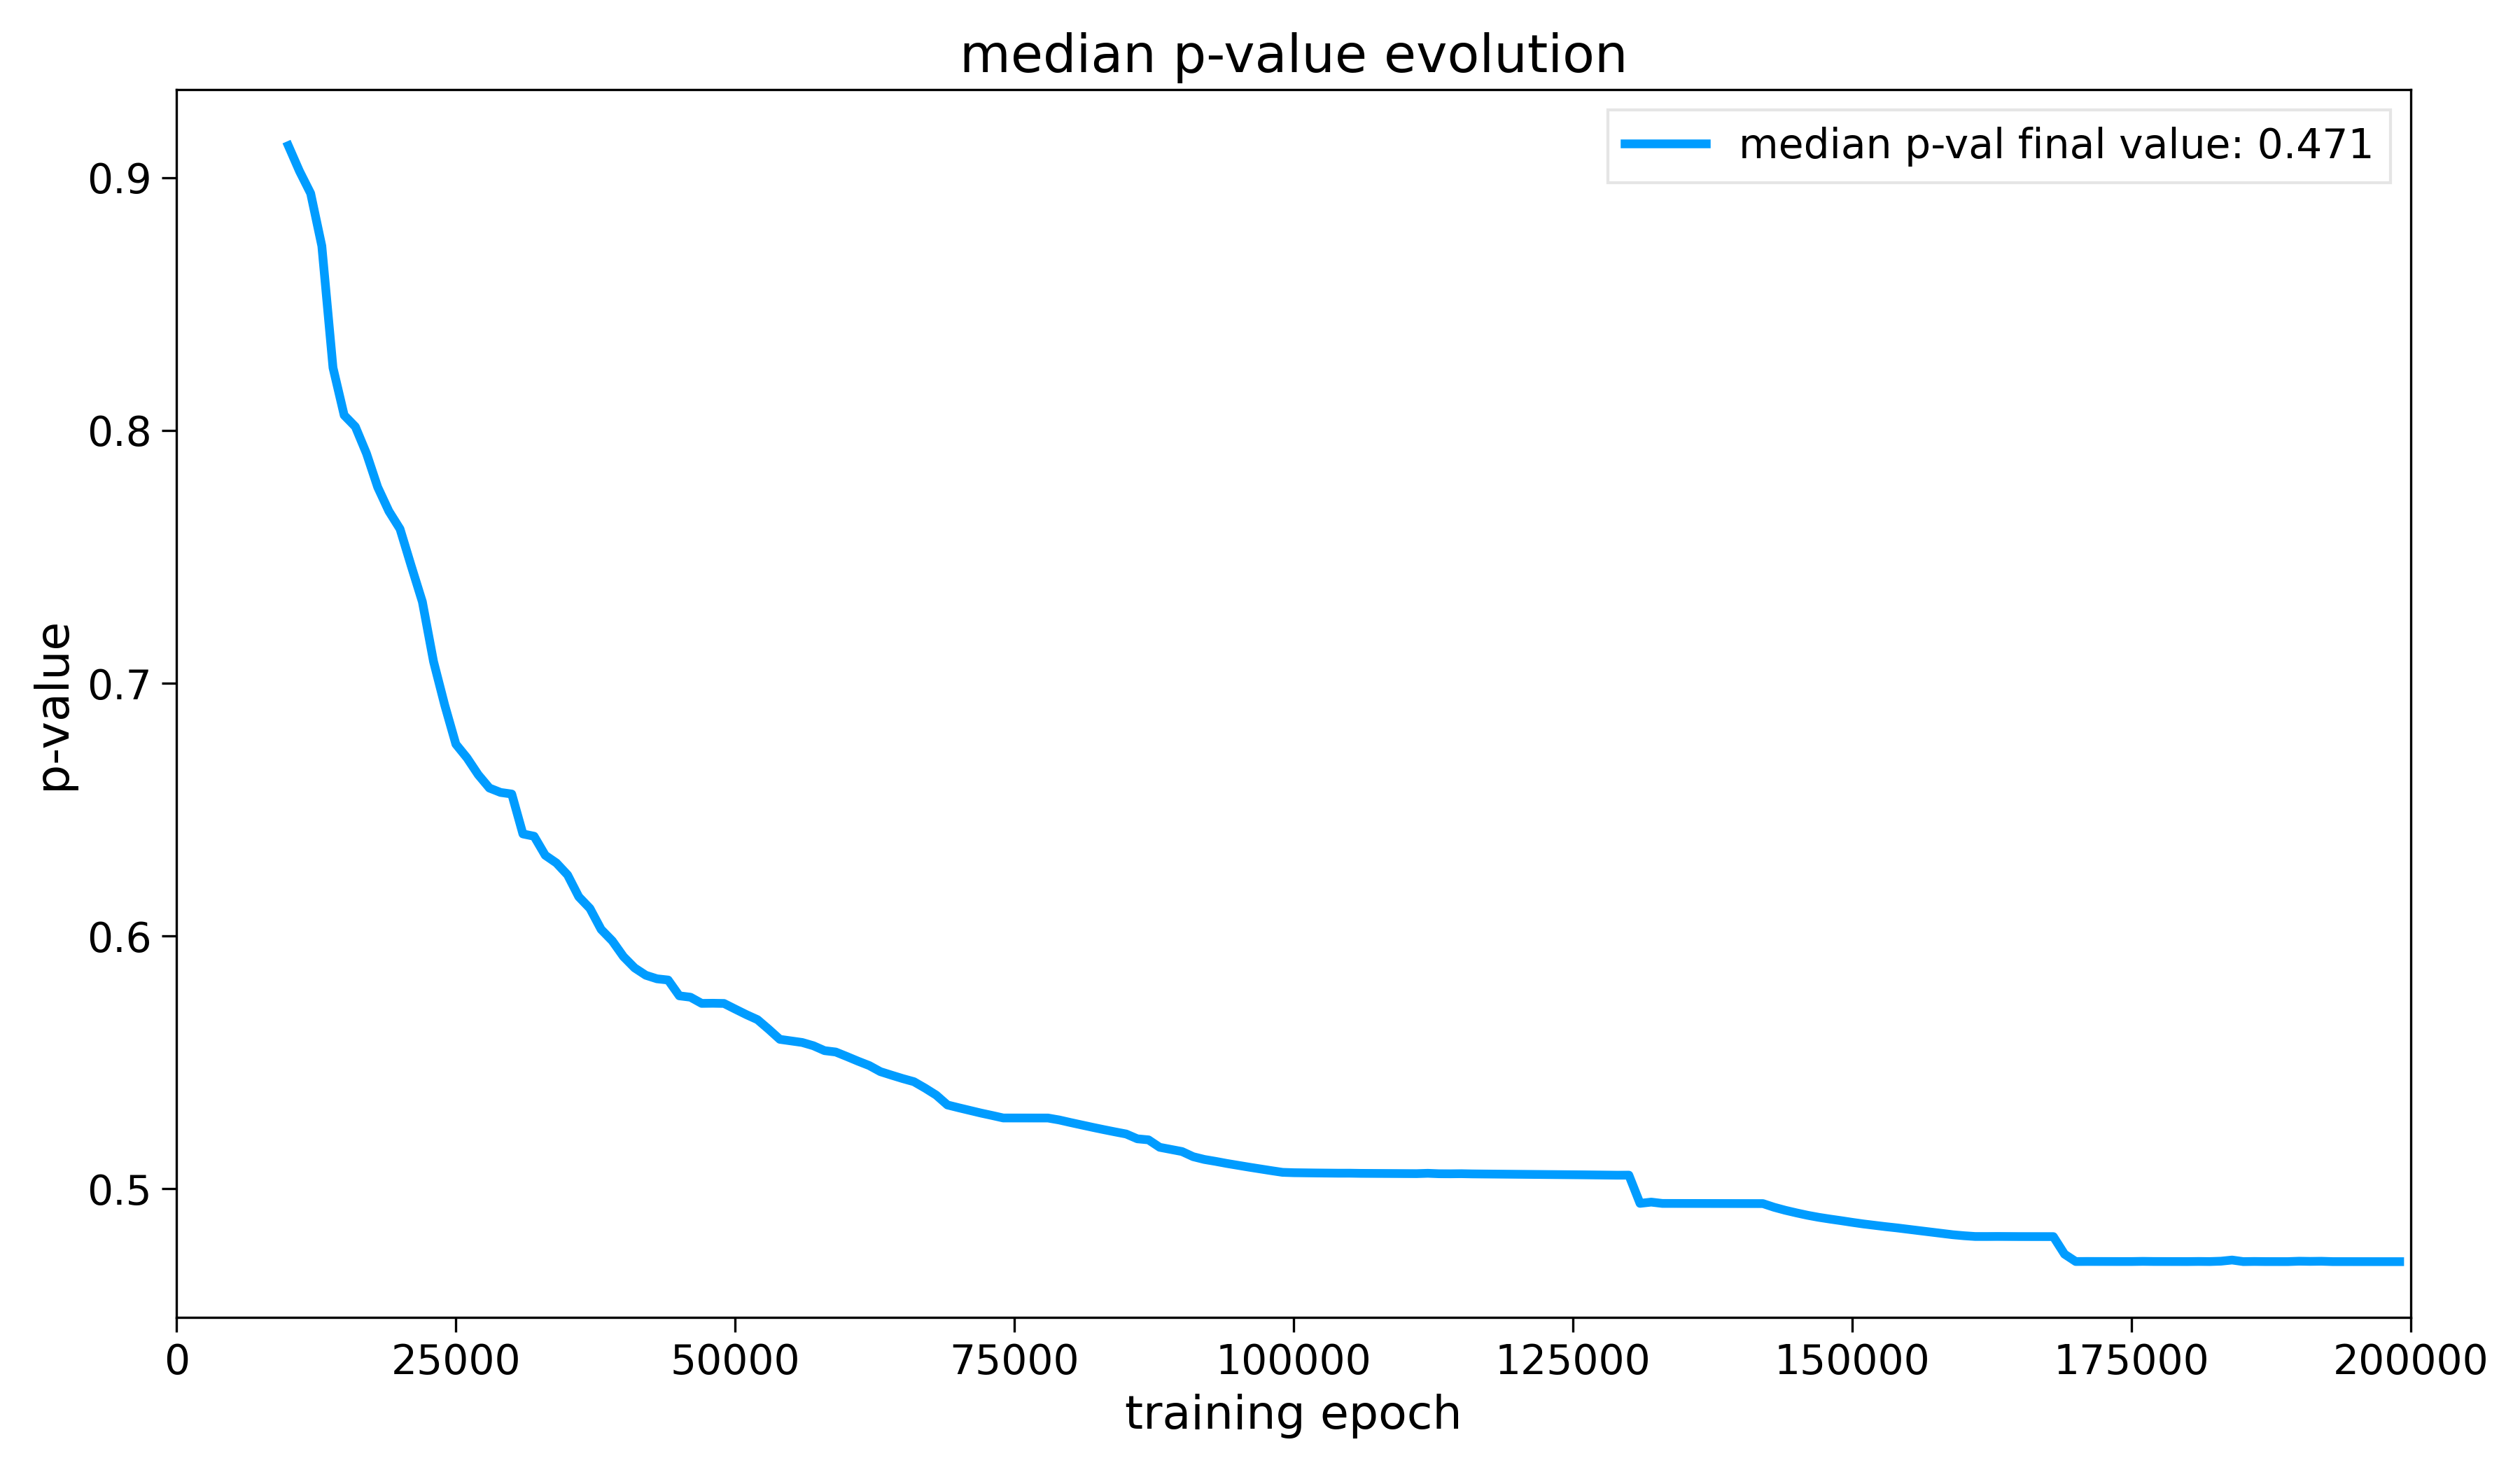 median p-value evolution
median p-val final value: 0.471
p-value
0.9
0.8
0.7
0.6
0.5
0 25000 50000 75000 100000 125000 150000 175000 200000
training epoch